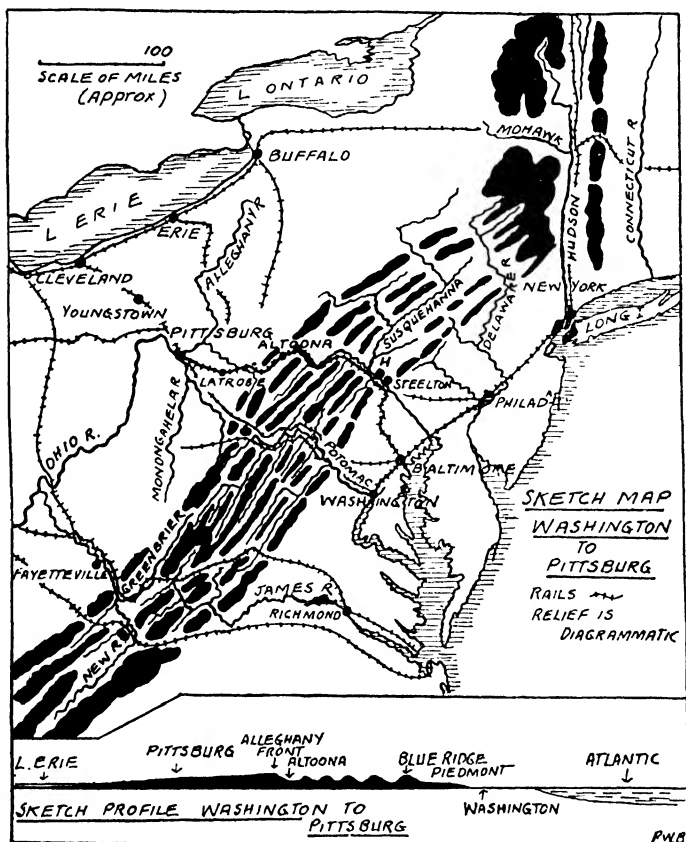 100
SCALE OF MILES
(APPROX)
L ONTARIO
MOHAWK
BUFFALO
CONNECTICUT R
HUDSON
L ERIE
ERIE
ALLEGHANY R
CLEVELAND
YOUNGSTOWN
SUSQUEHANNA
DELAWARE R
NEW YORK
LONG I
PITTSBURG
ALTOONA
H
STEELTON
LATROBE
PHILADA
OHIO R.
MONONGAHELA R
POTOMAC
BALTIMORE
WASHINGTON
SKETCH MAP
WASHINGTON
TO
PITTSBURG
RAILS
RELIEF IS
DIAGRAMMATIC
FAYETTEVILLE
GREENBRIER
JAMES R
RICHMOND
NEW R
L. ERIE
PITTSBURG
ALLEGHANY
FRONT
ALTOONA
BLUE RIDGE
PIEDMONT
ATLANTIC
WASHINGTON
SKETCH PROFILE WASHINGTON TO
PITTSBURG
PWB